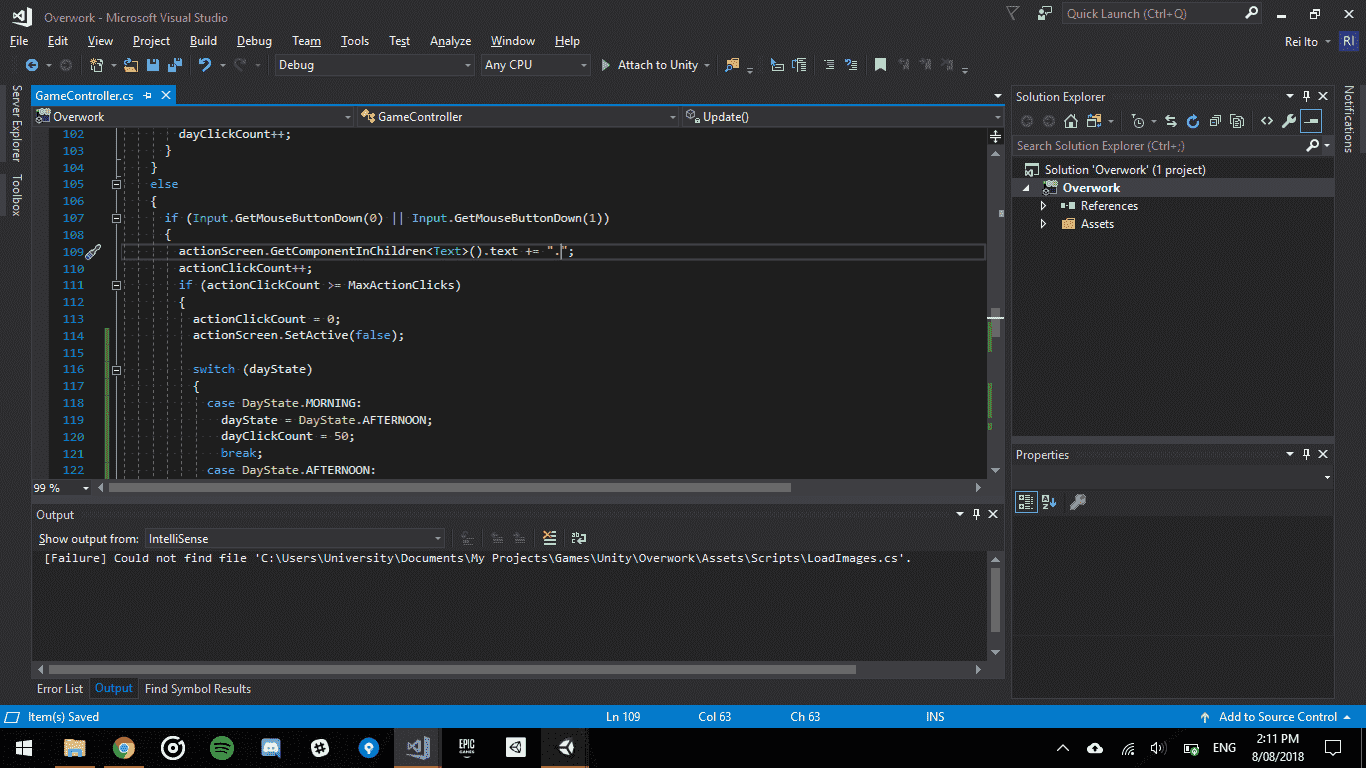 Overwork - Microsoft Visual Studio
Quick Launch (Ctrl+Q)
File Edit View Project Build Debug Team Tools Test Analyze Window Help
Rei Ito RI
Debug Any CPU Attach to Unity
Server Explorer
Toolbox
GameController.cs
Overwork GameController Update()
102 dayClickCount++;
103 }
104 }
105 else
106 {
107 if (Input.GetMouseButtonDown(0) || Input.GetMouseButtonDown(1))
108 {
109 actionScreen.GetComponentInChildren<Text>().text += ".";
110 actionClickCount++;
111 if (actionClickCount >= MaxActionClicks)
112 {
113 actionClickCount = 0;
114 actionScreen.SetActive(false);
115
116 switch (dayState)
117 {
118 case DayState.MORNING:
119 dayState = DayState.AFTERNOON;
120 dayClickCount = 50;
121 break;
122 case DayState.AFTERNOON:
99 %
Solution Explorer
Search Solution Explorer (Ctrl+;)
Solution 'Overwork' (1 project)
Overwork
References
Assets
Notifications
Properties
Output
Show output from: IntelliSense
[Failure] Could not find file 'C:\Users\University\Documents\My Projects\Games\Unity\Overwork\Assets\Scripts\LoadImages.cs'.
Error List Output Find Symbol Results
Item(s) Saved Ln 109 Col 63 Ch 63 INS Add to Source Control
EPIC GAMES
ENG
2:11 PM
8/08/2018